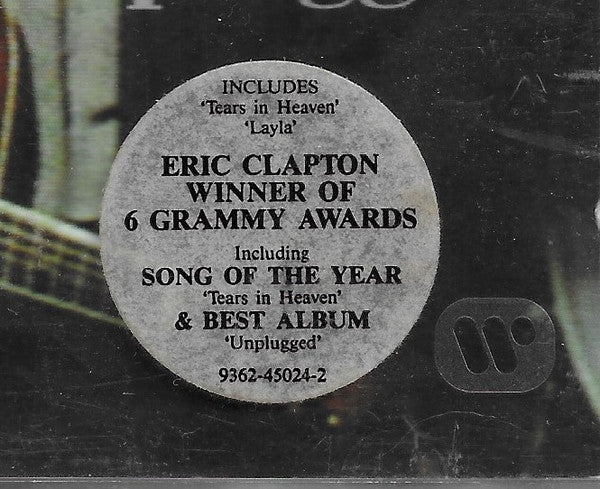 INCLUDES
‘Tears in Heaven’
‘Layla’
ERIC CLAPTON
WINNER OF
6 GRAMMY AWARDS
Including
SONG OF THE YEAR
‘Tears in Heaven’
& BEST ALBUM
‘Unplugged’
9362-45024-2